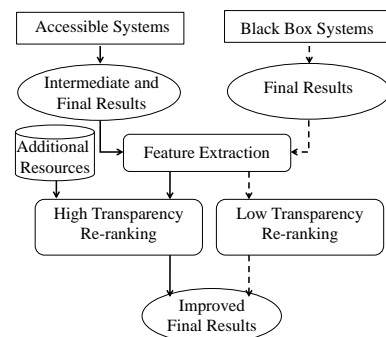 Accessible Systems
Black Box Systems
Intermediate and
Final Results
Final Results
Additional
Resources
Feature Extraction
High Transparency
Re-ranking
Low Transparency
Re-ranking
Improved
Final Results